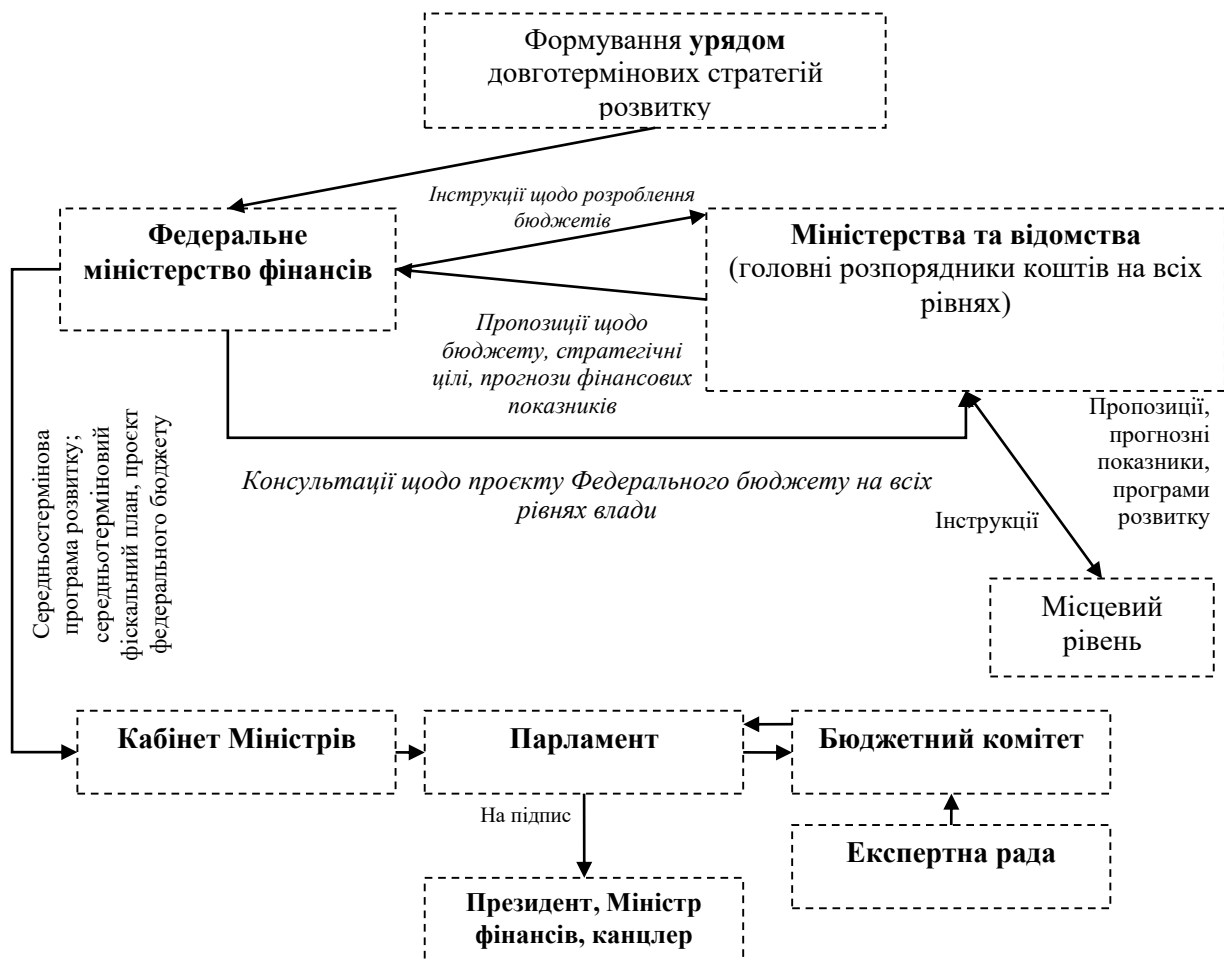 Формування урядом
довготермінових стратегій
розвитку
Інструкції щодо розроблення
бюджетів
Федеральне
міністерство фінансів
Міністерства та відомства
(головні розпорядники коштів на всіх
рівнях)
Пропозиції щодо
бюджету, стратегічні
цілі, прогнози фінансових
показників
Середньостермінова
програма розвитку;
середньотерміновий
фіскальний план, проєкт
федерального бюджету
Консультації щодо проєкту Федерального бюджету на всіх
рівнях влади
Пропозиції,
прогнозні
показники,
програми
розвитку
Інструкції
Місцевий
рівень
Кабінет Міністрів
Парламент
Бюджетний комітет
На підпис
Експертна рада
Президент, Міністр
фінансів, канцлер